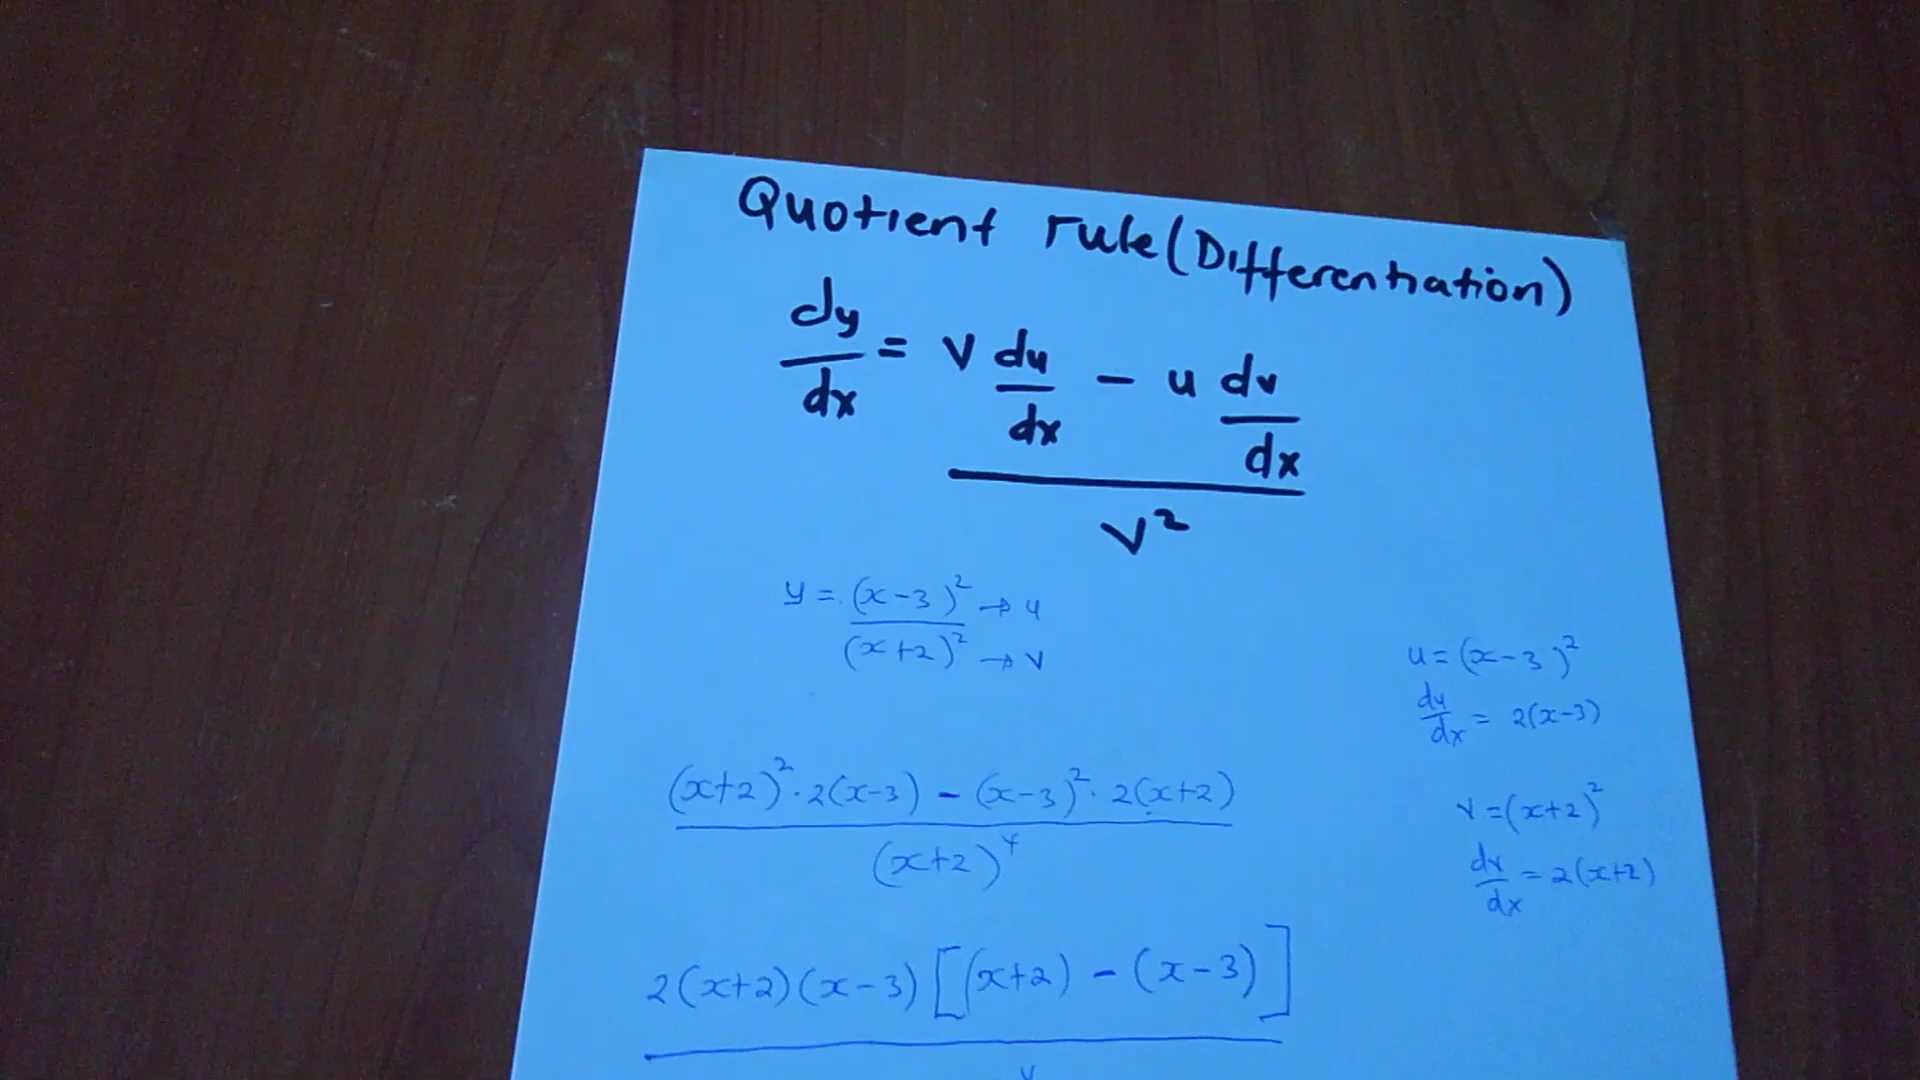 Quotient rule (Differentiation)
dy/dx = v du/dx - u dv/dx
v²
y = (x-3)² → u
(x+2)² → v
u = (x-3)²
du/dx = 2(x-3)
(x+2)² · 2(x-3) - (x-3)² · 2(x+2)
(x+2)⁴
v = (x+2)²
dv/dx = 2(x+2)
2(x+2)(x-3)[(x+2) - (x-3)]